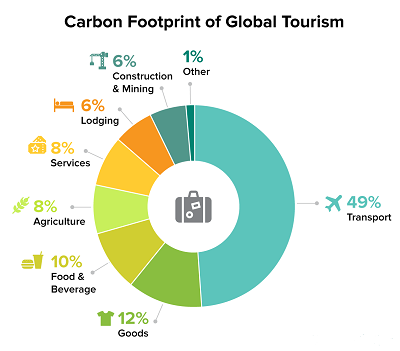 Carbon Footprint of Global Tourism
1%
Other
6%
Construction
& Mining
6%
Lodging
8%
Services
8%
Agriculture
10%
Food &
Beverage
12%
Goods
49%
Transport